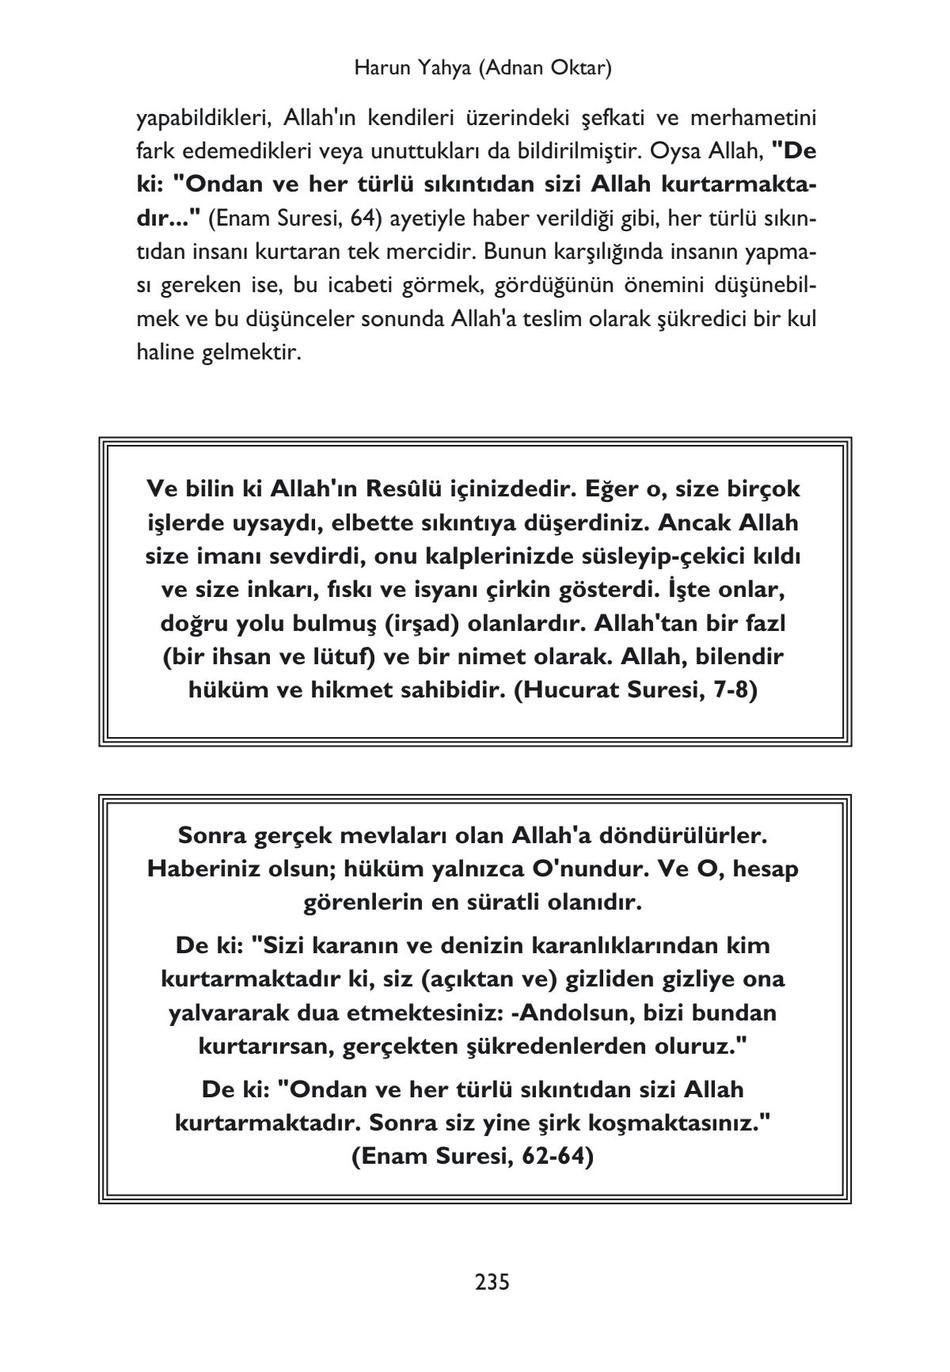 Harun Yahya (Adnan Oktar)
yapabildikleri, Allah'ın kendileri üzerindeki şefkati ve merhametini
fark edemedikleri veya unuttukları da bildirilmiştir. Oysa Allah, "De
ki: "Ondan ve her türlü sıkıntıdan sizi Allah kurtarmakta-
dır..." (Enam Suresi, 64) ayetiyle haber verildiği gibi, her türlü sıkın-
tıdan insanı kurtaran tek mercidir. Bunun karşılığında insanın yapma-
sı gereken ise, bu icabeti görmek, gördüğünün önemini düşünebil-
mek ve bu düşünceler sonunda Allah'a teslim olarak şükredici bir kul
haline gelmektir.
Ve bilin ki Allah'ın Resûlü içinizdedir. Eğer o, size birçok
işlerde uysaydı, elbette sıkıntıya düşerdiniz. Ancak Allah
size imanı sevdirdi, onu kalplerinizde süsleyip-çekici kıldı
ve size inkarı, fıskı ve isyanı çirkin gösterdi. İşte onlar,
doğru yolu bulmuş (irşad) olanlardır. Allah'tan bir fazl
(bir ihsan ve lütuf) ve bir nimet olarak. Allah, bilendir
hüküm ve hikmet sahibidir. (Hucurat Suresi, 7-8)
Sonra gerçek mevlaları olan Allah'a döndürülürler.
Haberiniz olsun; hüküm yalnızca O'nundur. Ve O, hesap
görenlerin en süratli olanıdır.
De ki: "Sizi karanın ve denizin karanlıklarından kim
kurtarmaktadır ki, siz (açıktan ve) gizliden gizliye ona
yalvararak dua etmektesiniz: -Andolsun, bizi bundan
kurtarırsan, gerçekten şükredenlerden oluruz."
De ki: "Ondan ve her türlü sıkıntıdan sizi Allah
kurtarmaktadır. Sonra siz yine şirk koşmaktasınız."
(Enam Suresi, 62-64)
235